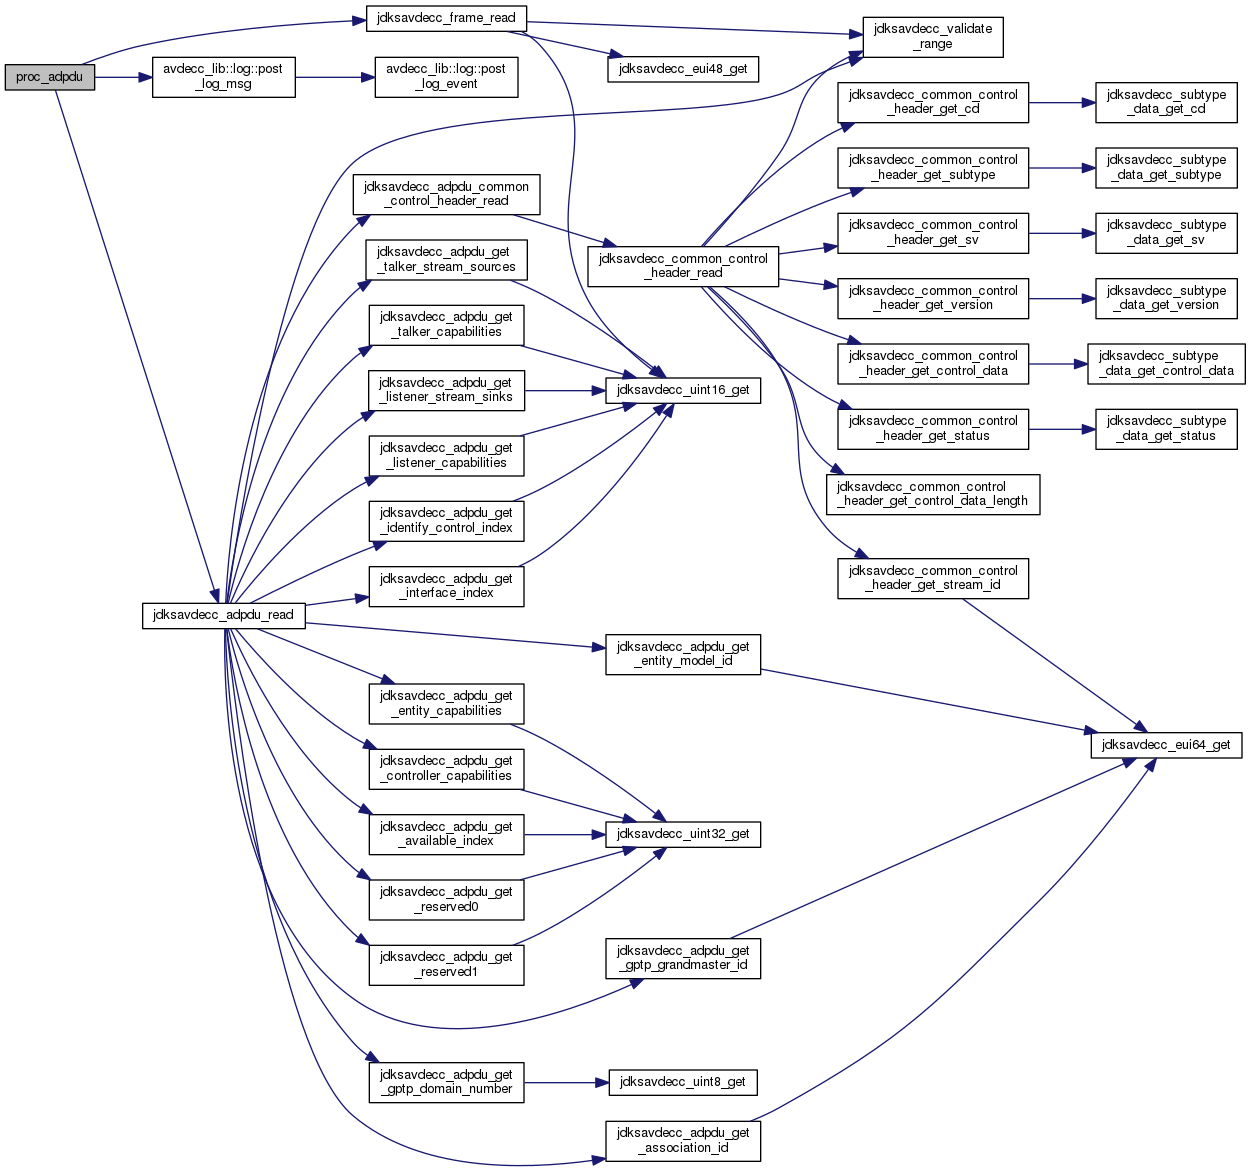 proc_adpdu
jdksavdecc_frame_read
avdecc_lib::log::post
_log_msg
avdecc_lib::log::post
_log_event
jdksavdecc_validate
_range
jdksavdecc_eui48_get
jdksavdecc_common_control
_header_get_cd
jdksavdecc_subtype
_data_get_cd
jdksavdecc_common_control
_header_get_subtype
jdksavdecc_subtype
_data_get_subtype
jdksavdecc_adpdu_common
_control_header_read
jdksavdecc_common_control
_header_get_sv
jdksavdecc_subtype
_data_get_sv
jdksavdecc_adpdu_get
_talker_stream_sources
jdksavdecc_common_control
_header_read
jdksavdecc_common_control
_header_get_version
jdksavdecc_subtype
_data_get_version
jdksavdecc_adpdu_get
_talker_capabilities
jdksavdecc_common_control
_header_get_control_data
jdksavdecc_subtype
_data_get_control_data
jdksavdecc_adpdu_get
_listener_stream_sinks
jdksavdecc_uint16_get
jdksavdecc_common_control
_header_get_status
jdksavdecc_subtype
_data_get_status
jdksavdecc_adpdu_get
_listener_capabilities
jdksavdecc_common_control
_header_get_control_data_length
jdksavdecc_adpdu_get
_identify_control_index
jdksavdecc_adpdu_get
_interface_index
jdksavdecc_common_control
_header_get_stream_id
jdksavdecc_adpdu_read
jdksavdecc_adpdu_get
_entity_model_id
jdksavdecc_adpdu_get
_entity_capabilities
jdksavdecc_eui64_get
jdksavdecc_adpdu_get
_controller_capabilities
jdksavdecc_adpdu_get
_available_index
jdksavdecc_uint32_get
jdksavdecc_adpdu_get
_reserved0
jdksavdecc_adpdu_get
_reserved1
jdksavdecc_adpdu_get
_gptp_grandmaster_id
jdksavdecc_adpdu_get
_gptp_domain_number
jdksavdecc_uint8_get
jdksavdecc_adpdu_get
_association_id